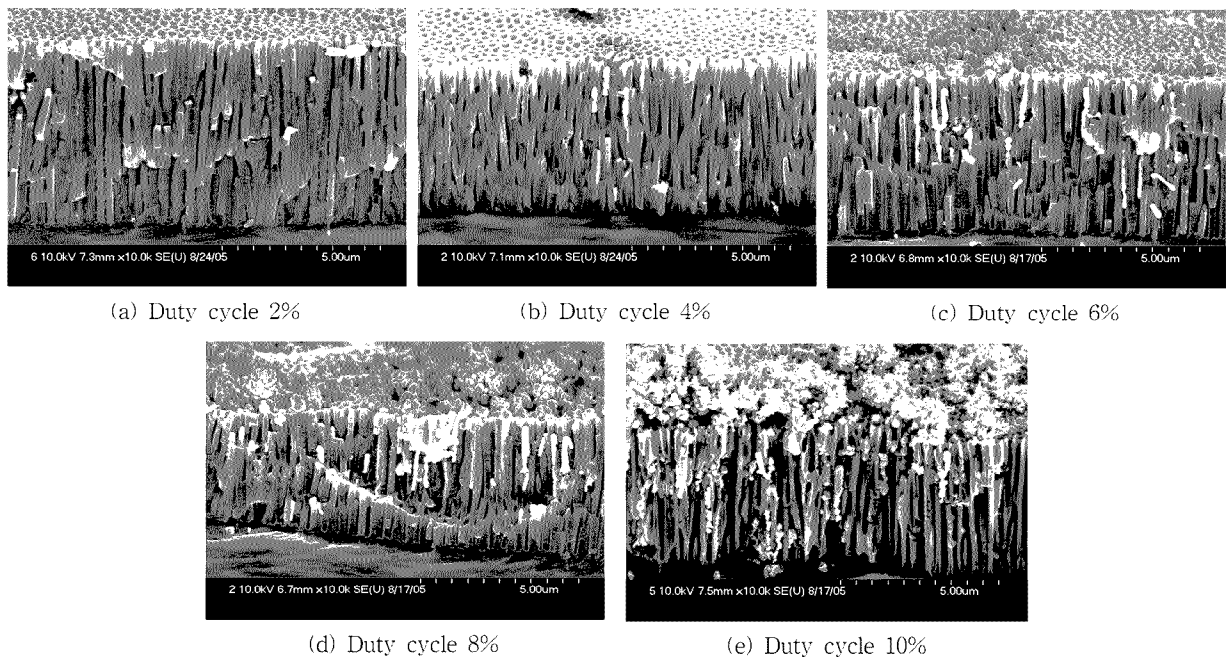 6 10.0kV 7.3mm x10.0k SE(U) 8/24/05 5.00um
2 10.0kV 7.1mm x10.0k SE(U) 8/24/05 5.00um
2 10.0kV 6.8mm x10.0k SE(U) 8/17/05 5.00um
(a) Duty cycle 2%
(b) Duty cycle 4%
(c) Duty cycle 6%
2 10.0kV 6.7mm x10.0k SE(U) 8/17/05 5.00um
5 10.0kV 7.5mm x10.0k SE(U) 8/17/05 5.00um
(d) Duty cycle 8%
(e) Duty cycle 10%